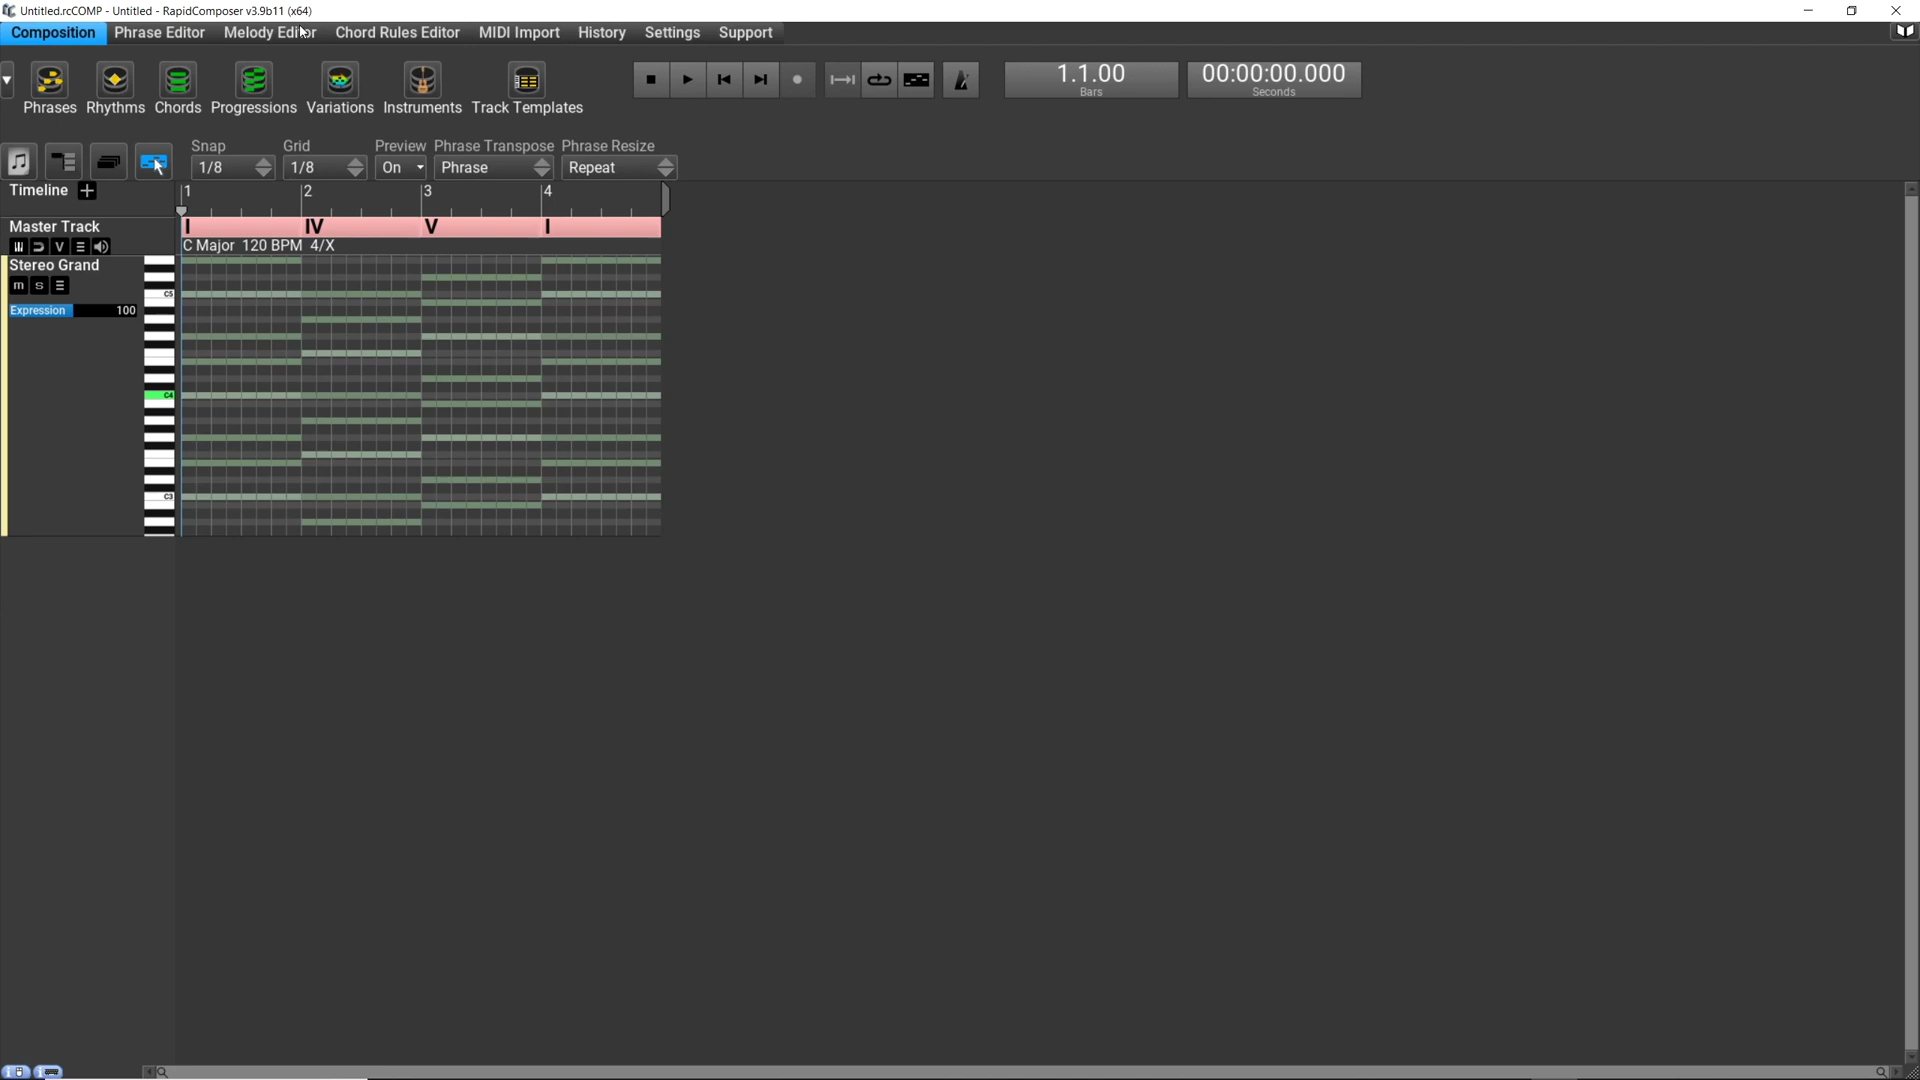 Untitled.rcCOMP - Untitled - RapidComposer v3.9b11 (x64)
Composition Phrase Editor Melody Editor Chord Rules Editor MIDI Import History Settings Support
Phrases Rhythms Chords Progressions Variations Instruments Track Templates
1.1.00 00:00:00.000
Bars Seconds
Snap Grid Preview Phrase Transpose Phrase Resize
1/8 1/8 On Phrase Repeat
Timeline 1 2 3 4
Master Track I IV V I
V C Major 120 BPM 4/X
Stereo Grand
m s
C5
Expression 100
C4
C3